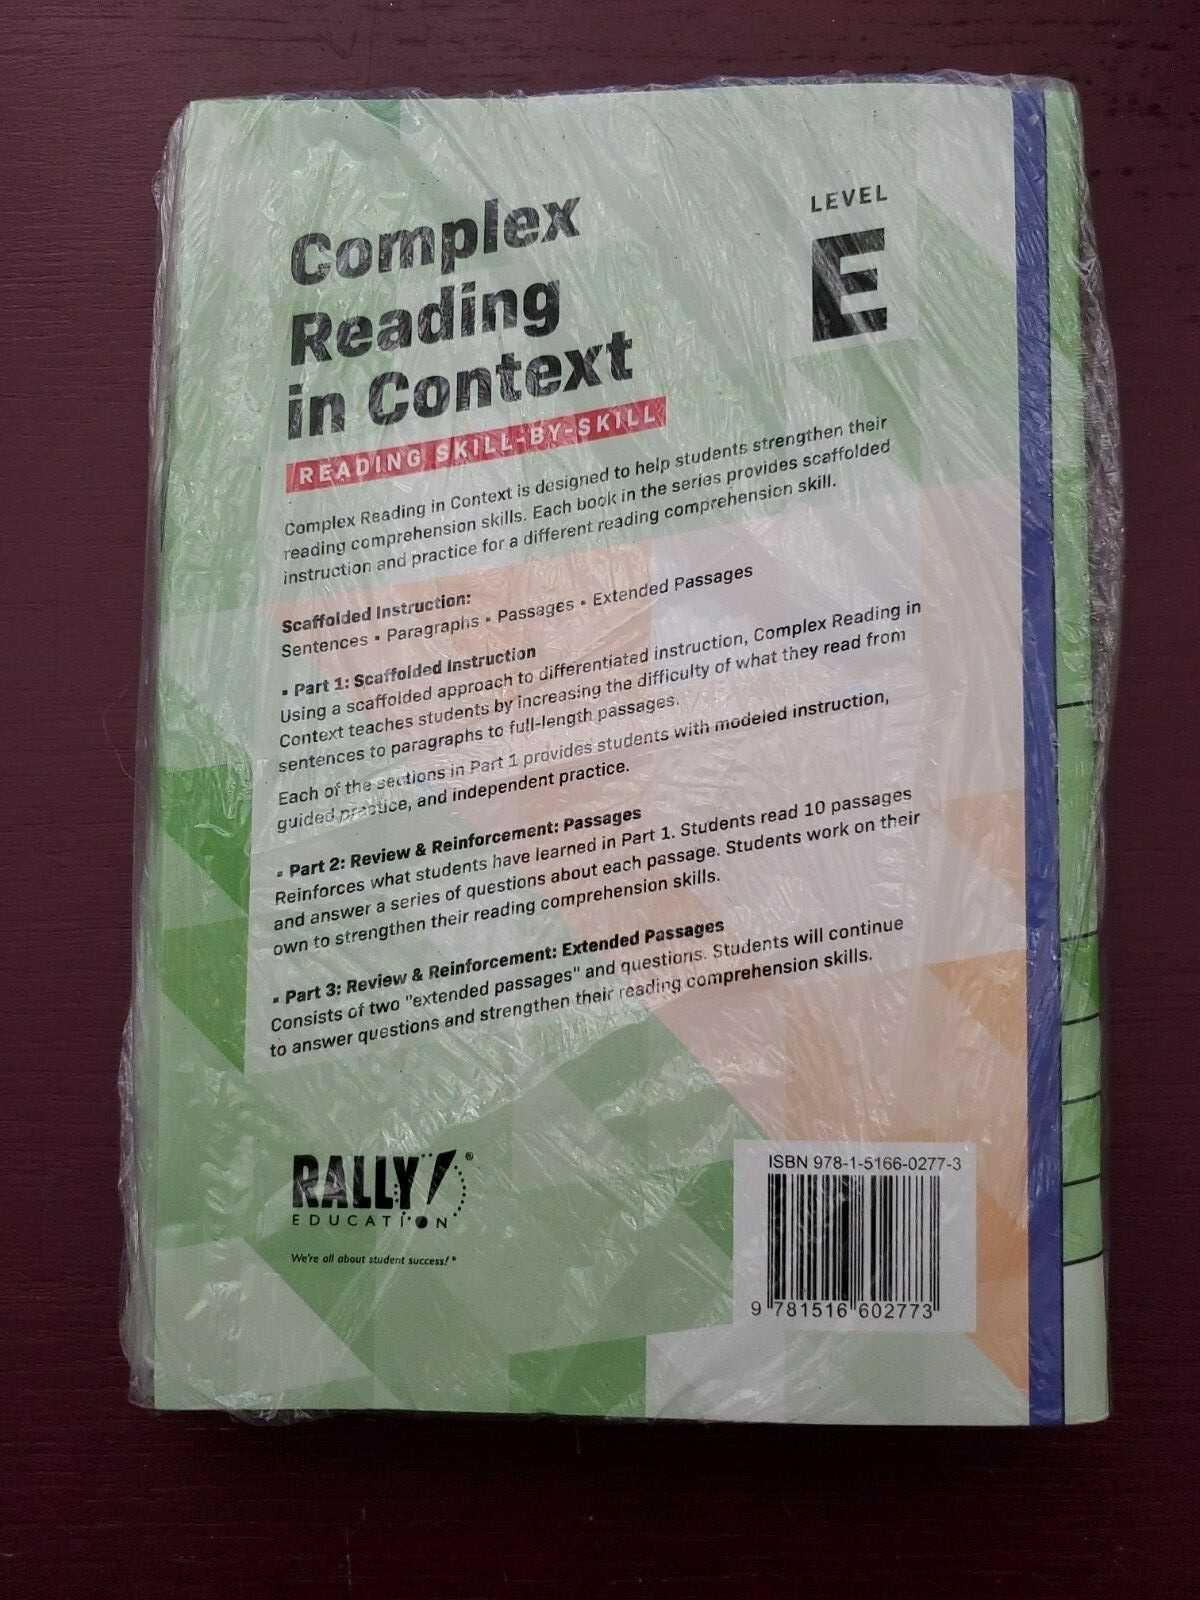 Complex
Reading
in Context
READING SKILL-BY-SKILL
LEVEL
E
Complex Reading in Context is designed to help students strengthen their
reading comprehension skills. Each book in the series provides scaffolded
instruction and practice for a different reading comprehension skill.
Scaffolded Instruction:
Sentences ▪ Paragraphs ▪ Passages ▪ Extended Passages
▪ Part 1: Scaffolded Instruction
Using a scaffolded approach to differentiated instruction, Complex Reading in
Context teaches students by increasing the difficulty of what they read from
sentences to paragraphs to full-length passages.
Each of the sections in Part 1 provides students with modeled instruction,
guided practice, and independent practice.
▪ Part 2: Review & Reinforcement: Passages
Reinforces what students have learned in Part 1. Students read 10 passages
and answer a series of questions about each passage. Students work on their
own to strengthen their reading comprehension skills.
▪ Part 3: Review & Reinforcement: Extended Passages
Consists of two "extended passages" and questions. Students will continue
to answer questions and strengthen their reading comprehension skills.
RALLY! ®
EDUCATION
We're all about student success! ®
ISBN 978-1-5166-0277-3
9 781516 602773